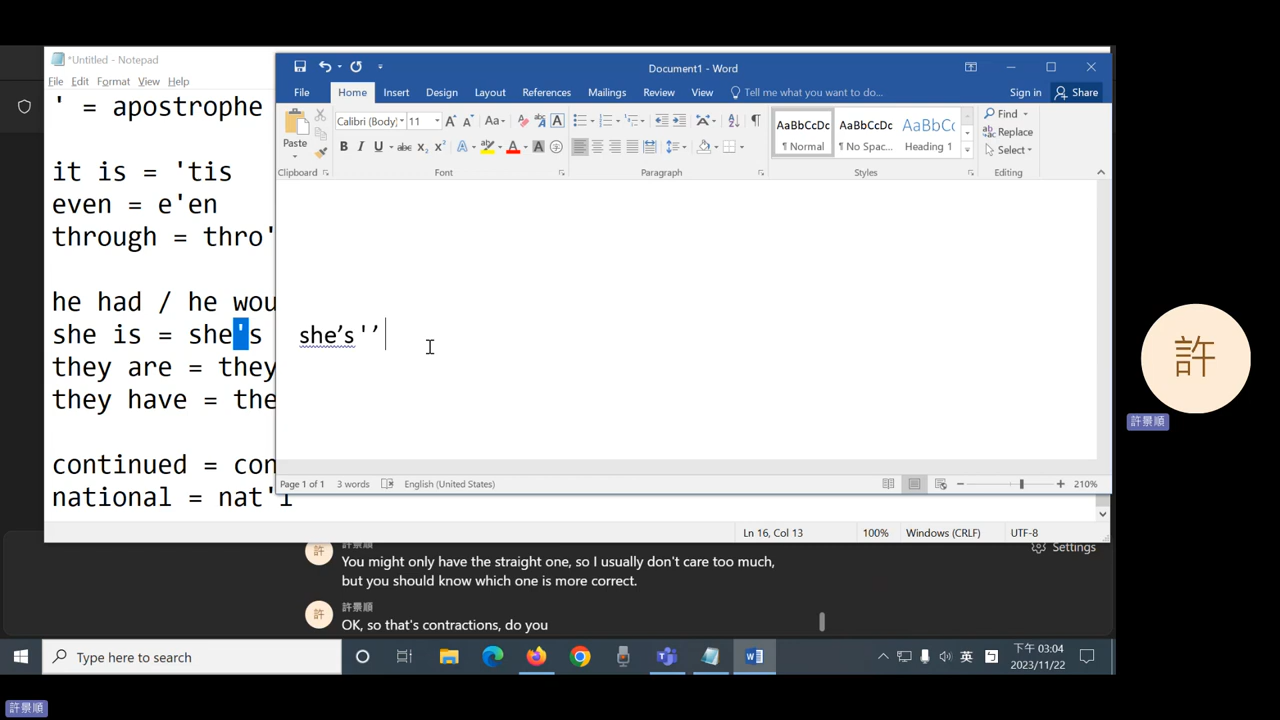 *Untitled - Notepad
File Edit Format View Help
' = apostrophe
it is = 'tis
even = e'en
through = thro'
he had / he wou
she is = she's
they are = they
they have = the
continued = con
national = nat'l
Ln 16, Col 13 100% Windows (CRLF) UTF-8
Document1 - Word
File Home Insert Design Layout References Mailings Review View Tell me what you want to do... Sign in Share
Paste
Clipboard
Calibri (Body) 11
Aa
A
B I U abc X₂ X²
Font
Paragraph
AaBbCcDc AaBbCcDc AaBbCc
¶ Normal ¶ No Spac... Heading 1
Styles
Find
Replace
Select
Editing
she’s ' ’
Page 1 of 1 3 words English (United States) 210%
Settings
許景順
You might only have the straight one, so I usually don't care too much,
but you should know which one is more correct.
許景順
OK, so that's contractions, do you
許
許
許
許景順
Type here to search
英
下午 03:04
2023/11/22
許景順